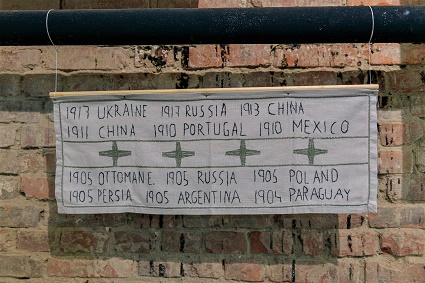 1917 UKRAINE 1917 RUSSIA 1913 CHINA
1911 CHINA 1910 PORTUGAL 1910 MEXICO
1905 OTTOMAN E. 1905 RUSSIA 1905 POLAND
1905 PERSIA 1905 ARGENTINA 1904 PARAGUAY